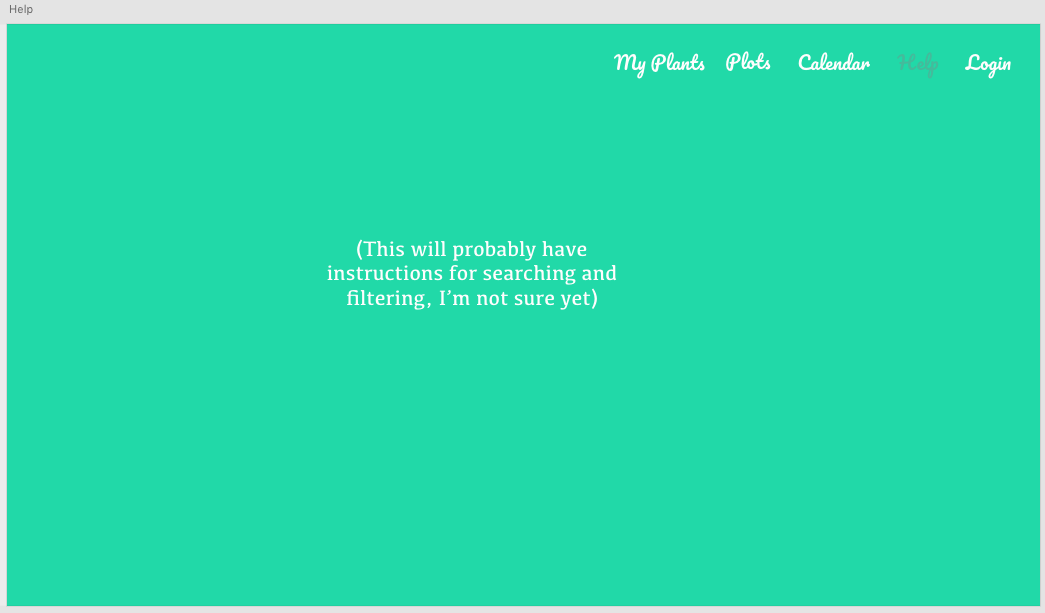 Help
My Plants Plots Calendar Help Login
(This will probably have
instructions for searching and
filtering, I’m not sure yet)